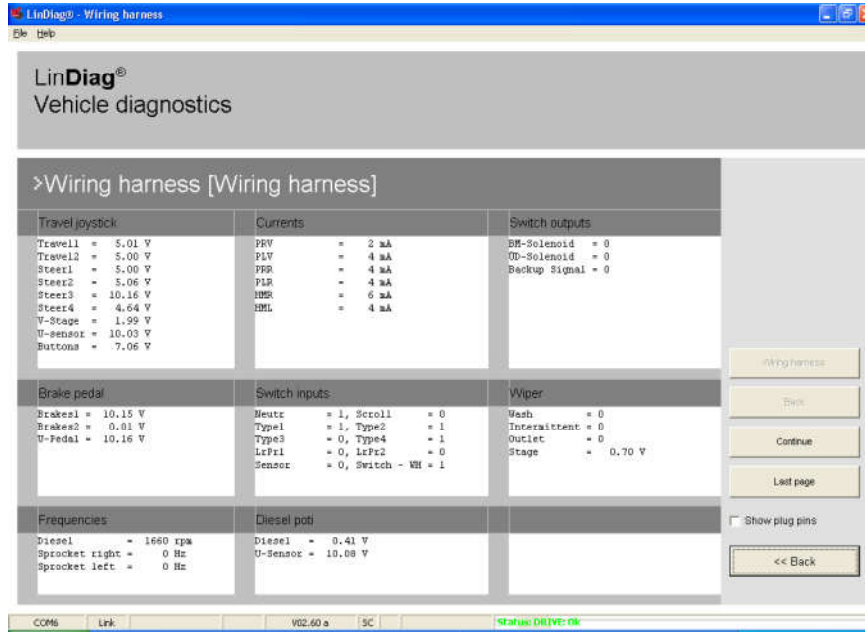 LinDiag® - Wiring harness
File Help
LinDiag®
Vehicle diagnostics
>Wiring harness [Wiring harness]
Travel joystick
Travel1 = 5.01 V
Travel2 = 5.00 V
Steer1 = 5.00 V
Steer2 = 5.06 V
Steer3 = 10.16 V
Steer4 = 4.64 V
V-Stage = 1.99 V
U-sensor = 10.03 V
Buttons = 7.06 V
Currents
PRV = 2 mA
PLV = 4 mA
PRR = 4 mA
PLR = 4 mA
HMR = 6 mA
HML = 4 mA
Switch outputs
BM-Solenoid = 0
UD-Solenoid = 0
Backup Signal = 0
Brake pedal
Brakes1 = 10.15 V
Brakes2 = 0.01 V
U-Pedal = 10.16 V
Switch inputs
Neutr = 1, Scroll = 0
Type1 = 1, Type2 = 1
Type3 = 0, Type4 = 1
LrPr1 = 0, LrPr2 = 0
Sensor = 0, Switch - WH = 1
Wiper
Wash = 0
Intermittent = 0
Outlet = 0
Stage = 0.70 V
Frequencies
Diesel = 1660 rpm
Sprocket right = 0 Hz
Sprocket left = 0 Hz
Diesel poti
Diesel = 0.41 V
U-Sensor = 10.08 V
Wiring harness
Back
Continue
Last page
Show plug pins
<< Back
COM6
Link
V02.60 a
SC
Status: DRIVE: Ok